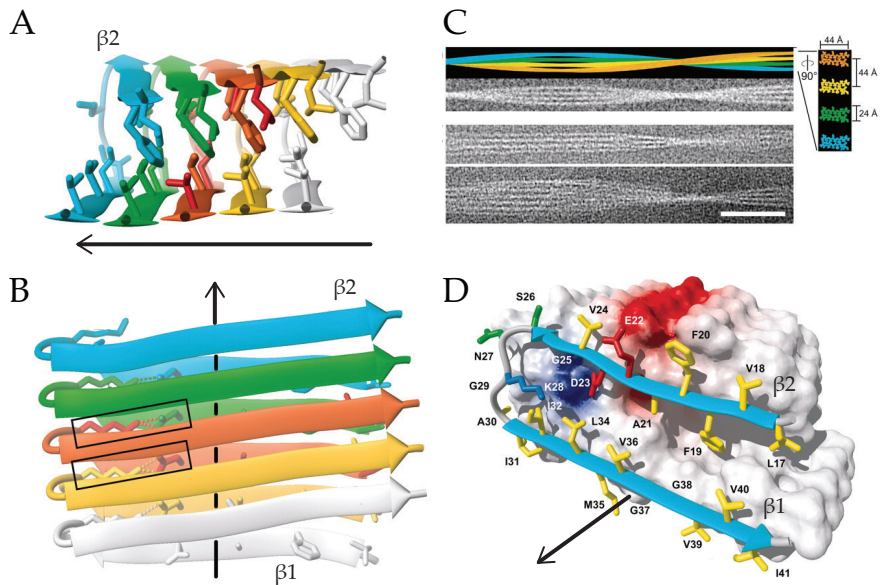 A
β2
B
β2
β1
C
44 Å
90°
44 Å
24 Å
D
S26
V24
E22
F20
N27
G25
V18
β2
G29
K28
D23
I32
A30
L34
A21
V36
F19
L17
I31
G38
V40
β1
M35
G37
V39
I41